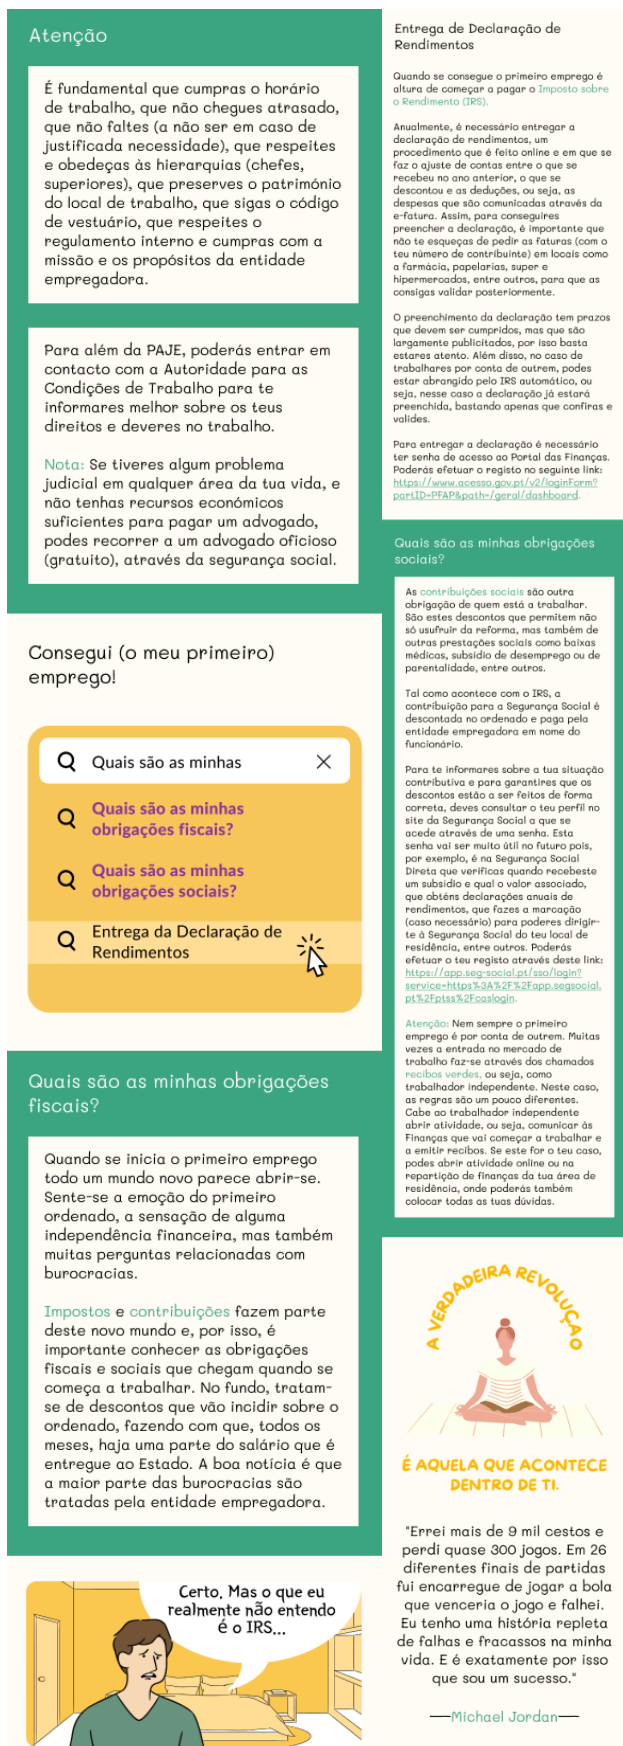 Atenção
É fundamental que cumpras o horário
de trabalho, que não chegues atrasado,
que não faltes (a não ser em caso de
justificada necessidade), que respeites
e obedeças às hierarquias (chefes,
superiores), que preserves o património
do local de trabalho, que sigas o código
de vestuário, que respeites o
regulamento interno e cumpras com a
missão e os propósitos da entidade
empregadora.
Para além da PAJE, poderás entrar em
contacto com a Autoridade para as
Condições de Trabalho para te
informares melhor sobre os teus
direitos e deveres no trabalho.
Nota: Se tiveres algum problema
judicial em qualquer área da tua vida, e
não tenhas recursos económicos
suficientes para pagar um advogado,
podes recorrer a um advogado oficioso
(gratuito), através da segurança social.
Consegui (o meu primeiro)
emprego!
Quais são as minhas
Quais são as minhas
obrigações fiscais?
Quais são as minhas
obrigações sociais?
Entrega da Declaração de
Rendimentos
Quais são as minhas obrigações
fiscais?
Quando se inicia o primeiro emprego
todo um mundo novo parece abrir-se.
Sente-se a emoção do primeiro
ordenado, a sensação de alguma
independência financeira, mas também
muitas perguntas relacionadas com
burocracias.
Impostos e contribuições fazem parte
deste novo mundo e, por isso, é
importante conhecer as obrigações
fiscais e sociais que chegam quando se
começa a trabalhar. No fundo, tratam-
se de descontos que vão incidir sobre o
ordenado, fazendo com que, todos os
meses, haja uma parte do salário que é
entregue ao Estado. A boa notícia é que
a maior parte das burocracias são
tratadas pela entidade empregadora.
Certo. Mas o que eu
realmente não entendo
é o IRS...
Entrega de Declaração de
Rendimentos
Quando se consegue o primeiro emprego é
altura de começar a pagar o Imposto sobre
o Rendimento (IRS).
Anualmente, é necessário entregar a
declaração de rendimentos, um
procedimento que é feito online e em que se
faz o ajuste de contas entre o que se
recebeu no ano anterior, o que se
descontou e as deduções, ou seja, as
despesas que são comunicadas através da
e-fatura. Assim, para conseguires
preencher a declaração, é importante que
não te esqueças de pedir as faturas (com o
teu número de contribuinte) em locais como
a farmácia, papelarias, super e
hipermercados, entre outros, para que as
consigas validar posteriormente.
O preenchimento da declaração tem prazos
que devem ser cumpridos, mas que são
largamente publicitados, por isso basta
estares atento. Além disso, no caso de
trabalhares por conta de outrem, podes
estar abrangido pelo IRS automático, ou
seja, nesse caso a declaração já estará
preenchida, bastando apenas que confiras e
valides.
Para entregar a declaração é necessário
ter senha de acesso ao Portal das Finanças.
Poderás efetuar o registo no seguinte link:
https://www.acesso.gov.pt/v2/loginForm?
partID=PFAP&path=/geral/dashboard.
Quais são as minhas obrigações
sociais?
As contribuições sociais são outra
obrigação de quem está a trabalhar.
São estes descontos que permitem não
só usufruir da reforma, mas também de
outras prestações sociais como baixas
médicas, subsídio de desemprego ou de
parentalidade, entre outros.
Tal como acontece com o IRS, a
contribuição para a Segurança Social é
descontada no ordenado e paga pela
entidade empregadora em nome do
funcionário.
Para te informares sobre a tua situação
contributiva e para garantires que os
descontos estão a ser feitos de forma
correta, deves consultar o teu perfil no
site da Segurança Social a que se
acede através de uma senha. Esta
senha vai ser muito útil no futuro pois,
por exemplo, é na Segurança Social
Direta que verificas quando recebeste
um subsídio e qual o valor associado,
que obténs declarações anuais de
rendimentos, que fazes a marcação
(caso necessário) para poderes dirigir-
te à Segurança Social do teu local de
residência, entre outros. Poderás
efetuar o teu registo através deste link:
https://app.seg-social.pt/sso/login?
service=https%3A%2F%2Fapp.segsocial.
pt%2Fptss%2Fcaslogin.
Atenção: Nem sempre o primeiro
emprego é por conta de outrem. Muitas
vezes a entrada no mercado de
trabalho faz-se através dos chamados
recibos verdes, ou seja, como
trabalhador independente. Neste caso,
as regras são um pouco diferentes.
Cabe ao trabalhador independente
abrir atividade, ou seja, comunicar às
Finanças que vai começar a trabalhar e
a emitir recibos. Se este for o teu caso,
podes abrir atividade online ou na
repartição de finanças da tua área de
residência, onde poderás também
colocar todas as tuas dúvidas.
A VERDADEIRA REVOLUÇAO
É AQUELA QUE ACONTECE
DENTRO DE TI.
"Errei mais de 9 mil cestos e
perdi quase 300 jogos. Em 26
diferentes finais de partidas
fui encarregue de jogar a bola
que venceria o jogo e falhei.
Eu tenho uma história repleta
de falhas e fracassos na minha
vida. E é exatamente por isso
que sou um sucesso."
—Michael Jordan—